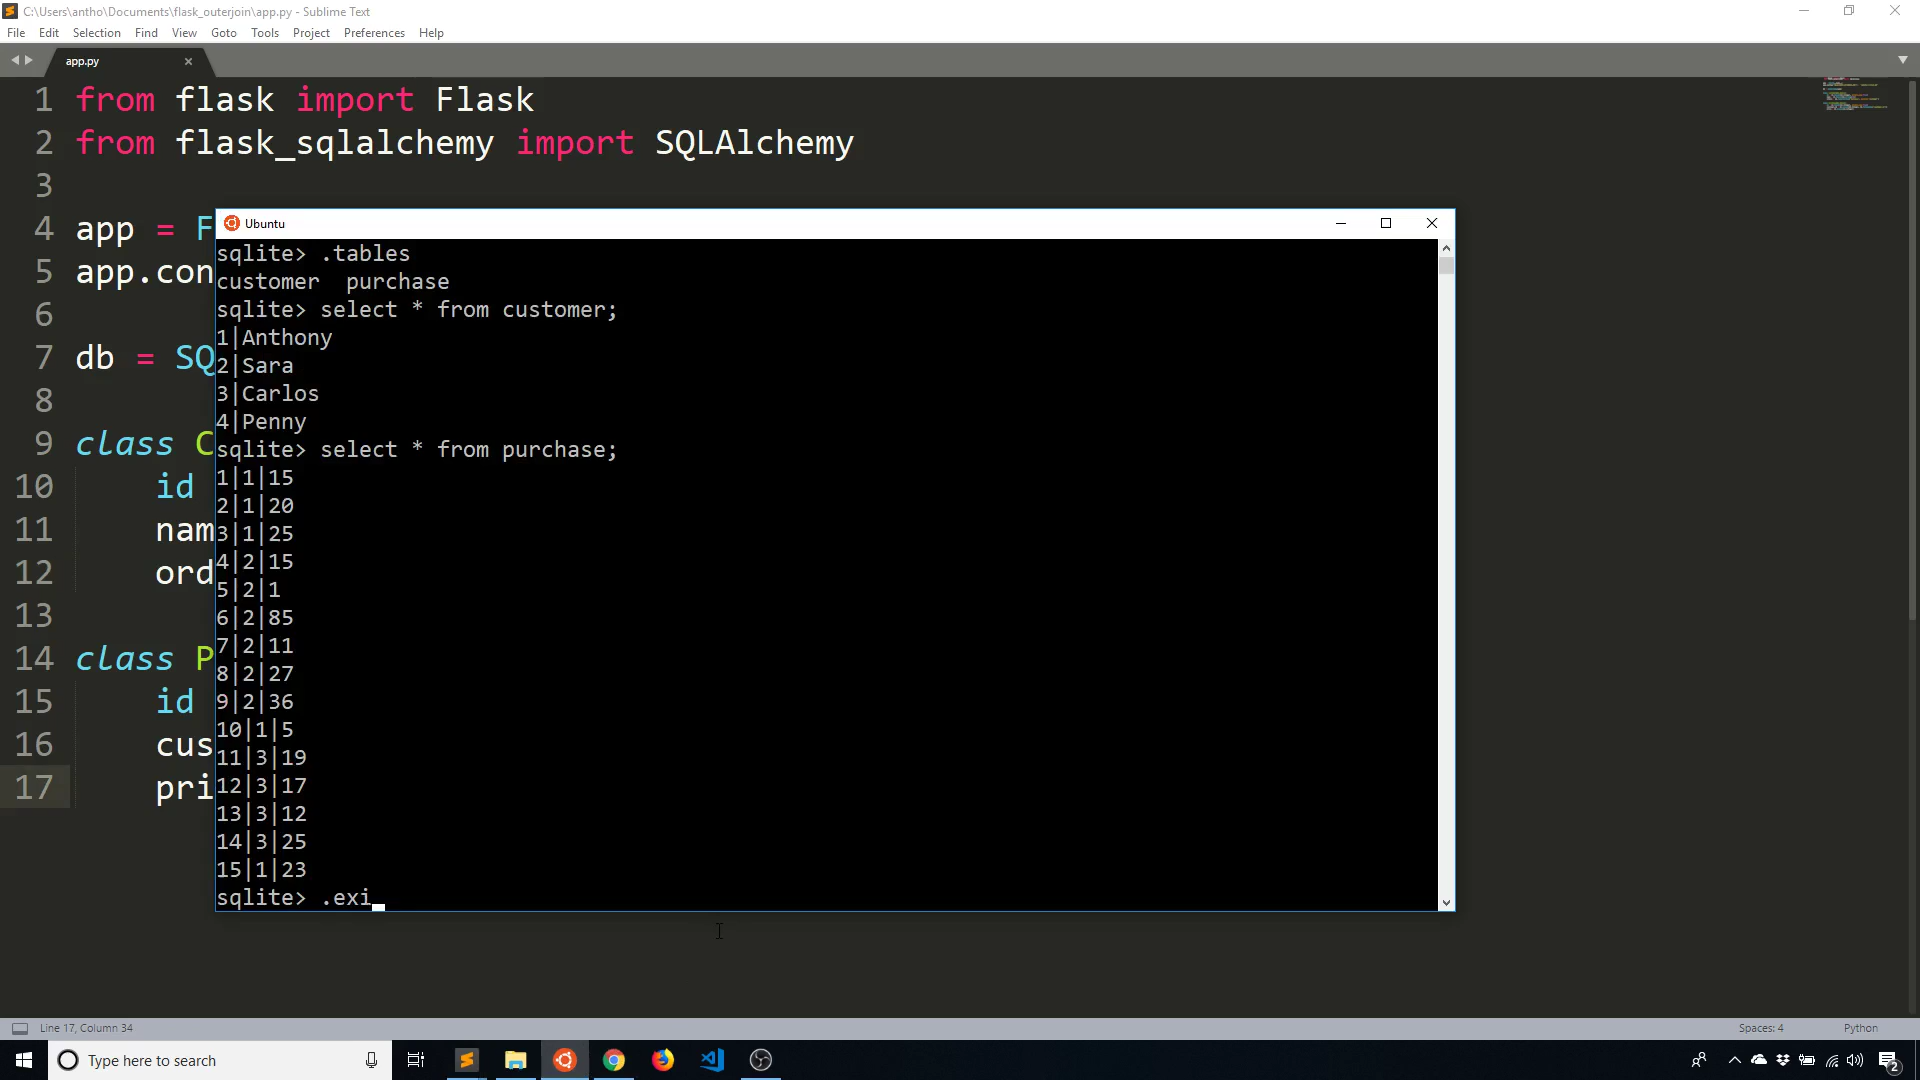 C:\Users\antho\Documents\flask_outerjoin\app.py - Sublime Text
File Edit Selection Find View Goto Tools Project Preferences Help
app.py
1 from flask import Flask
2 from flask_sqlalchemy import SQLAlchemy
3
4 app = F
5 app.con
6
7 db = SQ
8
9 class C
10 id
11 nam
12 ord
13
14 class P
15 id
16 cus
17 pri
Ubuntu
sqlite> .tables
customer  purchase
sqlite> select * from customer;
1|Anthony
2|Sara
3|Carlos
4|Penny
sqlite> select * from purchase;
1|1|15
2|1|20
3|1|25
4|2|15
5|2|1
6|2|85
7|2|11
8|2|27
9|2|36
10|1|5
11|3|19
12|3|17
13|3|12
14|3|25
15|1|23
sqlite> .exi
Line 17, Column 34
Spaces: 4
Python
Type here to search
2